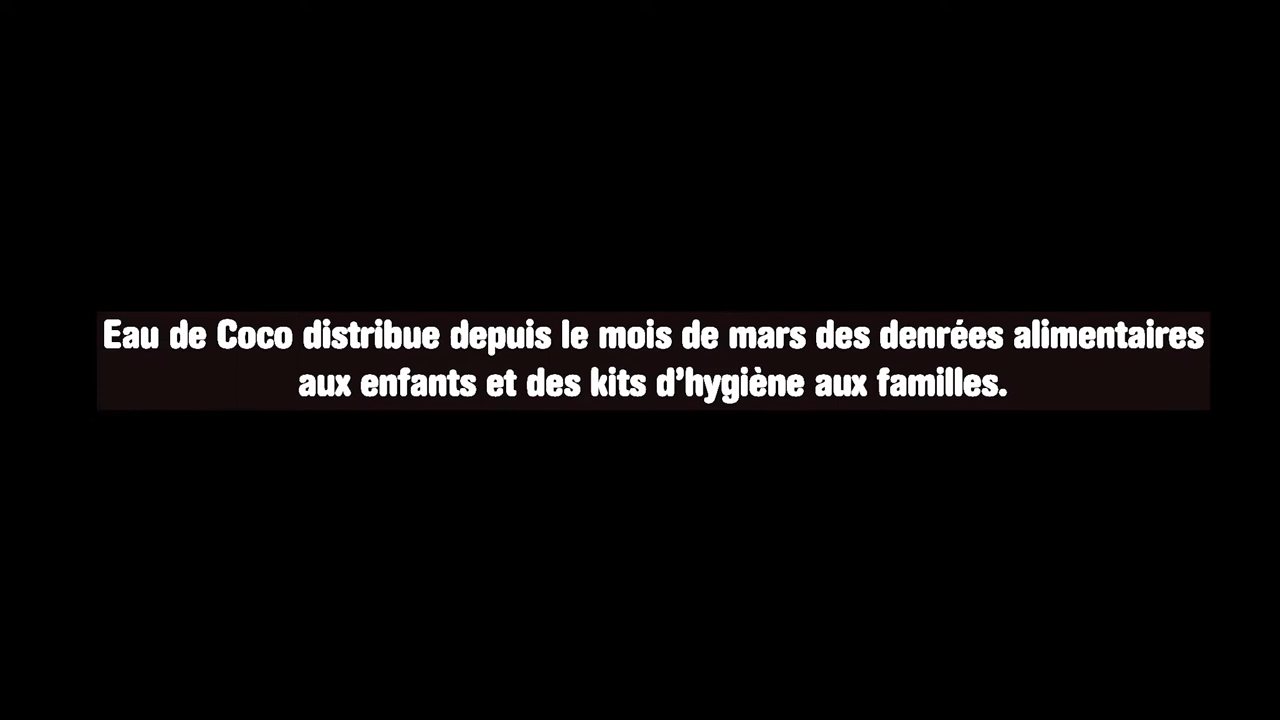 Eau de Coco distribue depuis le mois de mars des denrées alimentaires
aux enfants et des kits d’hygiène aux familles.